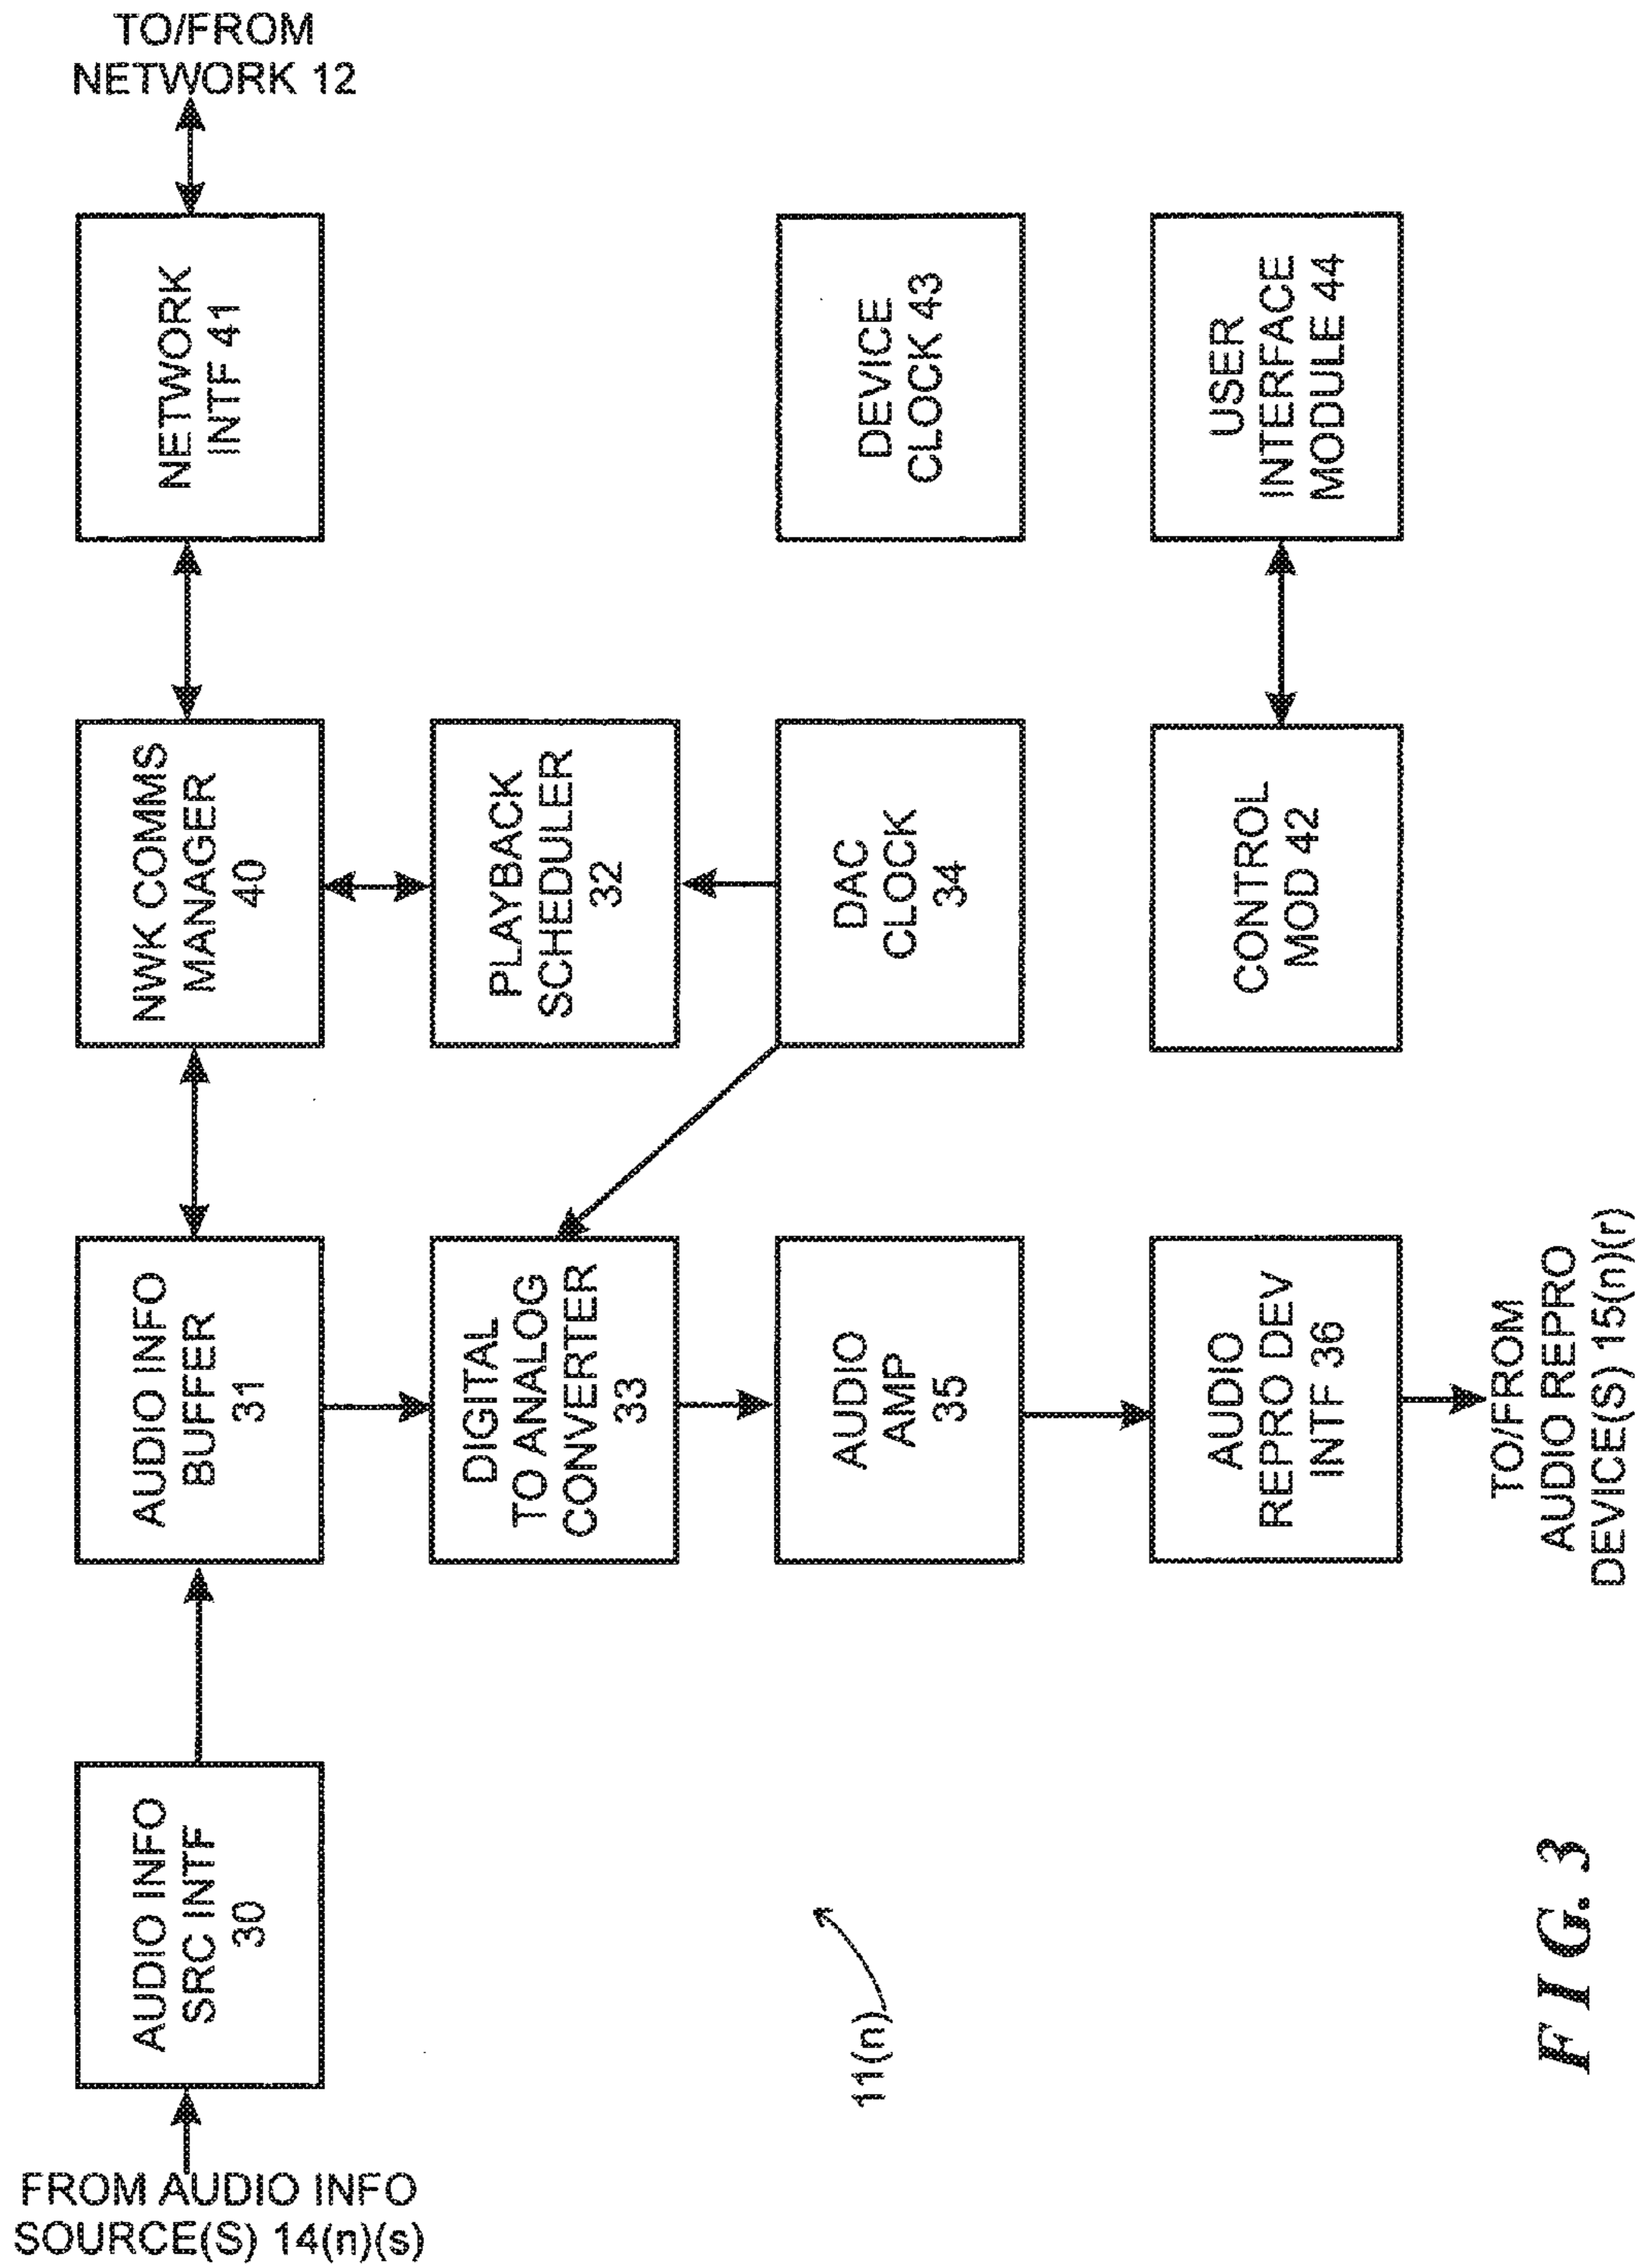 FROM AUDIO INFO
SOURCE(S) 14(n)(s)
AUDIO INFO
SRC INTF
30
AUDIO INFO
BUFFER
31
NWK COMMS
MANAGER
40
NETWORK
INTF 41
TO/FROM
NETWORK 12
DIGITAL
TO ANALOG
CONVERTER
33
PLAYBACK
SCHEDULER
32
AUDIO
AMP
35
DAC
CLOCK
34
DEVICE
CLOCK 43
11(n)
AUDIO
REPRO DEV
INTF 36
CONTROL
MOD 42
USER
INTERFACE
MODULE 44
TO/FROM
AUDIO REPRO
DEVICE(S) 15(n)(r)
FIG. 3